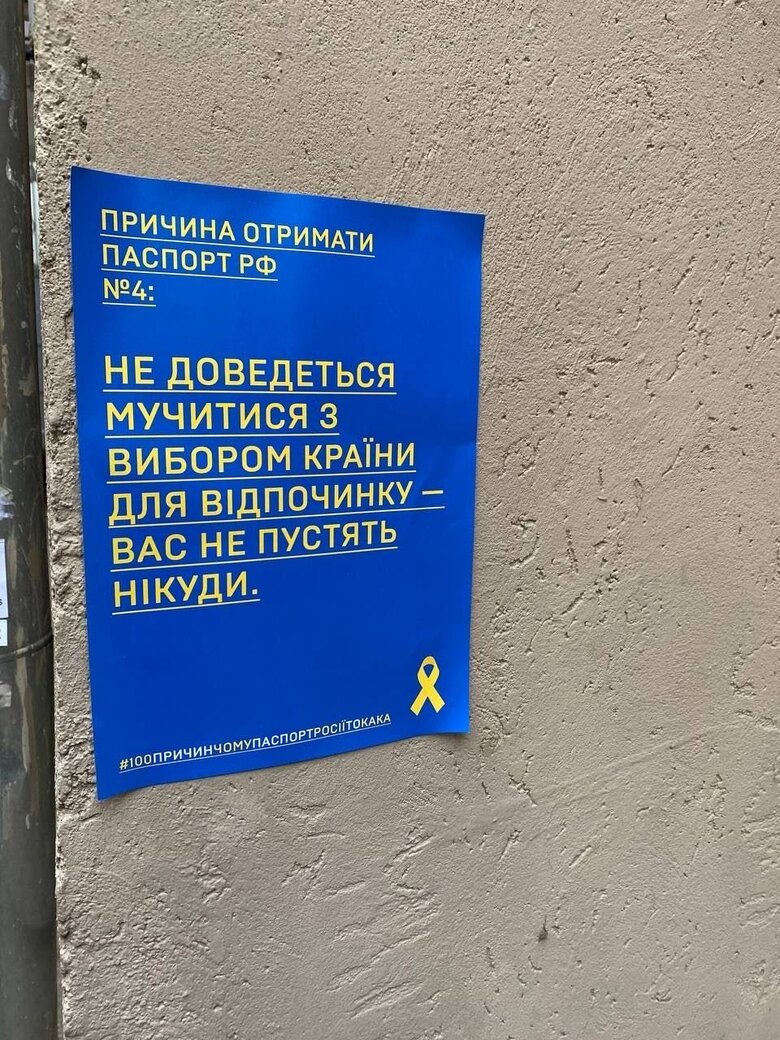 ПРИЧИНА ОТРИМАТИ
ПАСПОРТ РФ
№4:
НЕ ДОВЕДЕТЬСЯ
МУЧИТИСЯ З
ВИБОРОМ КРАЇНИ
ДЛЯ ВІДПОЧИНКУ —
ВАС НЕ ПУСТЯТЬ
НІКУДИ.
#100ПРИЧИНЧОМУПАСПОРТРОСІЇТОКАКА